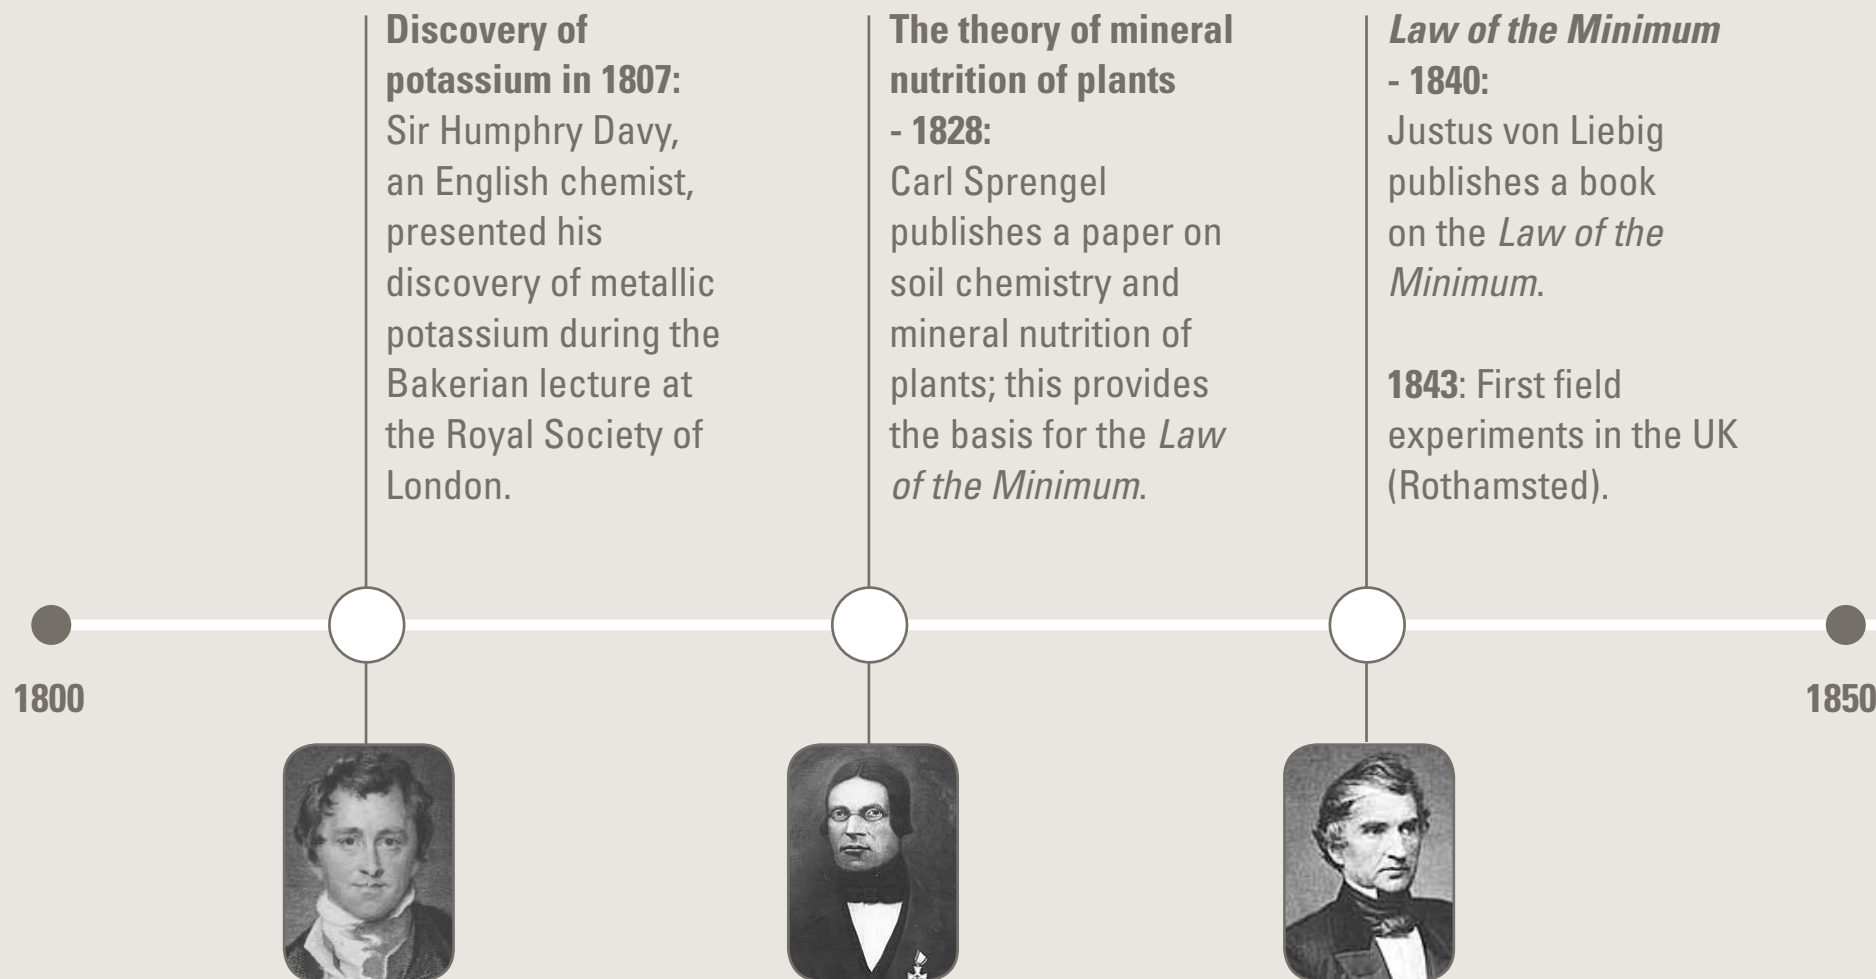 Discovery of
potassium in 1807:
Sir Humphry Davy,
an English chemist,
presented his
discovery of metallic
potassium during the
Bakerian lecture at
the Royal Society of
London.
The theory of mineral
nutrition of plants
- 1828:
Carl Sprengel
publishes a paper on
soil chemistry and
mineral nutrition of
plants; this provides
the basis for the Law
of the Minimum.
Law of the Minimum
- 1840:
Justus von Liebig
publishes a book
on the Law of the
Minimum.
1843: First field
experiments in the UK
(Rothamsted).
1800
1850